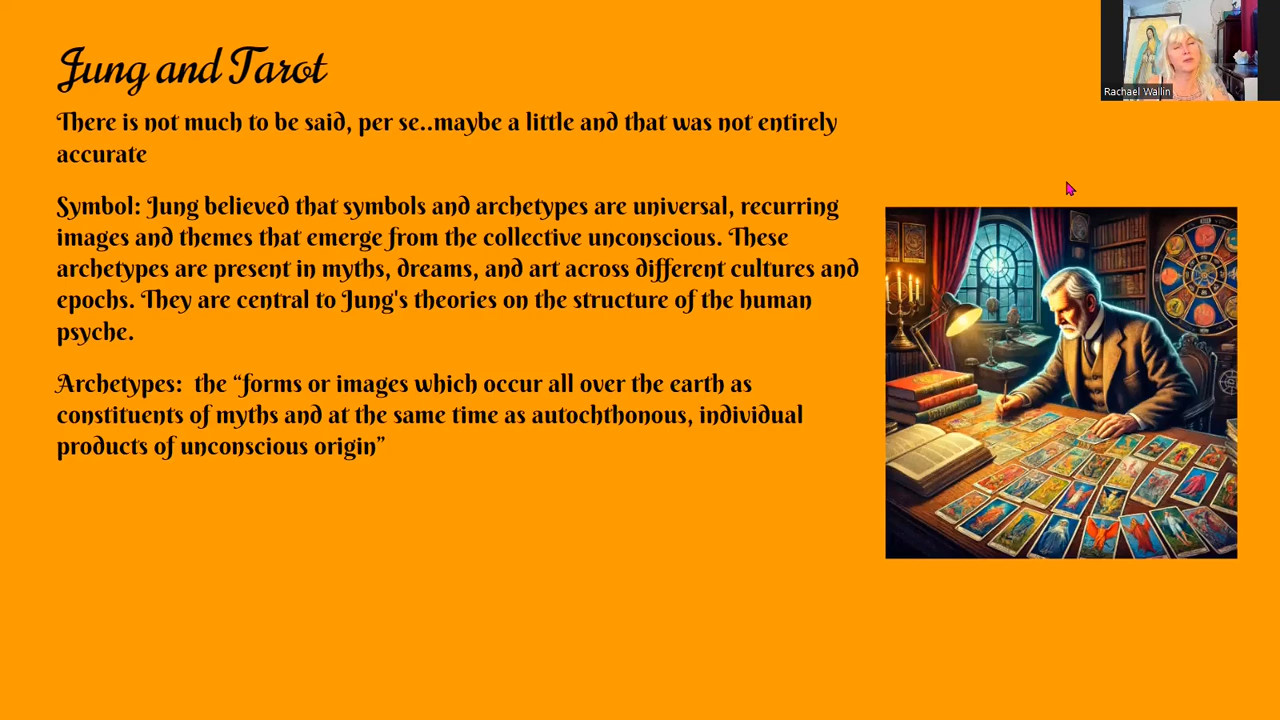 Jung and Tarot
Rachael Wallin
There is not much to be said, per se..maybe a little and that was not entirely
accurate
Symbol: Jung believed that symbols and archetypes are universal, recurring
images and themes that emerge from the collective unconscious. These
archetypes are present in myths, dreams, and art across different cultures and
epochs. They are central to Jung's theories on the structure of the human
psyche.
Archetypes:  the “forms or images which occur all over the earth as
constituents of myths and at the same time as autochthonous, individual
products of unconscious origin”